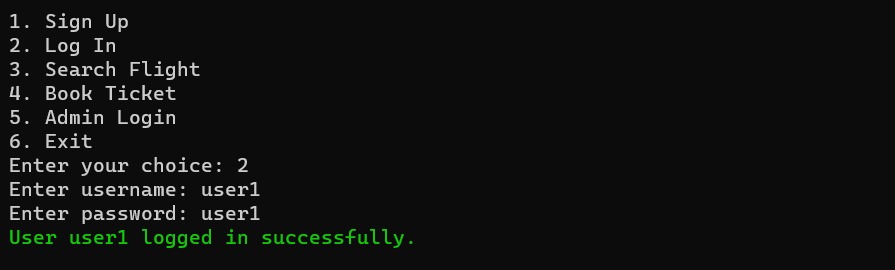 1. Sign Up
2. Log In
3. Search Flight
4. Book Ticket
5. Admin Login
6. Exit
Enter your choice: 2
Enter username: user1
Enter password: user1
User user1 logged in successfully.